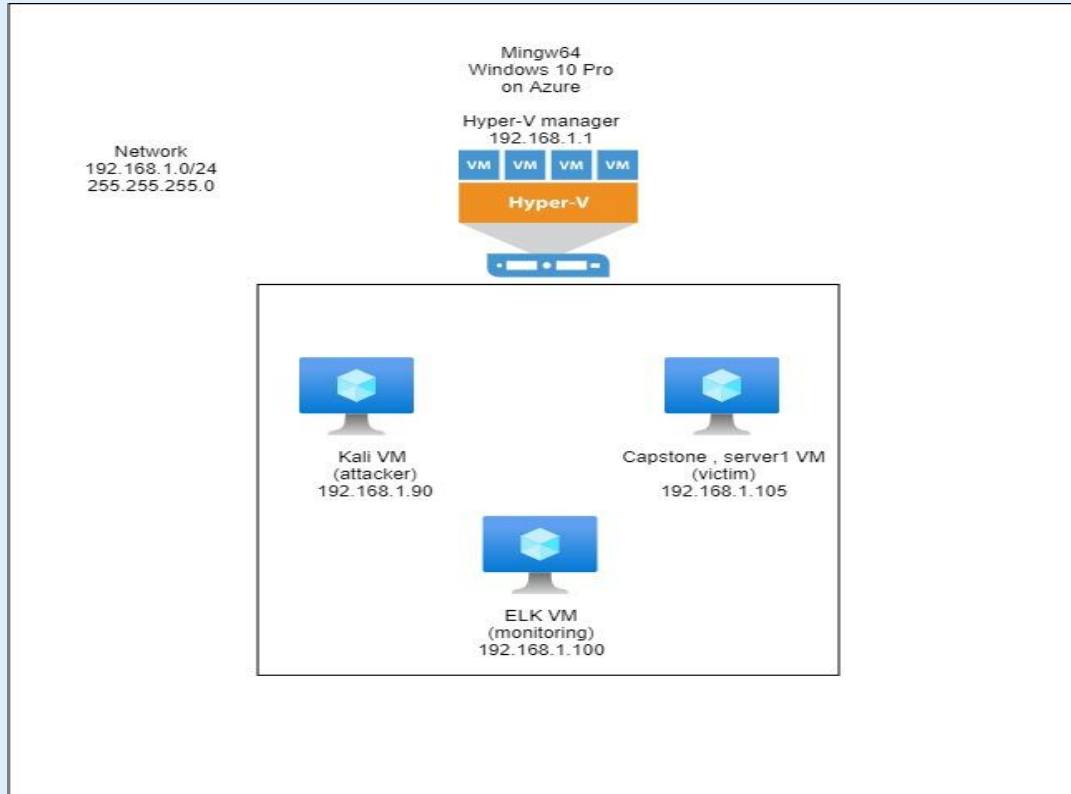 Mingw64
Windows 10 Pro
on Azure
Hyper-V manager
192.168.1.1
Network
192.168.1.0/24
255.255.255.0
VM VM VM VM
Hyper-V
Kali VM
(attacker)
192.168.1.90
Capstone , server1 VM
(victim)
192.168.1.105
ELK VM
(monitoring)
192.168.1.100